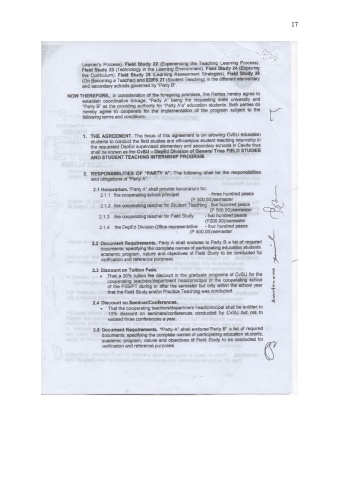 17
Learner's Process), Field Study 22 (Experiencing the Teaching Learning Process),
Field Study 23 (Technology in the Learning Environment), Field Study 24 (Exploring
the Curriculum), Field Study 25 (Learning Assessment Strategies), Field Study 26
(On Becoming a Teacher) and EDFS 27 (Student Teaching) in the different elementary
and secondary schools governed by "Party B".
NOW THEREFORE, in consideration of the foregoing premises, the Parties hereby agree to
establish coordinative linkage. "Party A" being the requesting state university and
"Party B" as the providing authority for "Party A's" education students. Both parties do
hereby agree to cooperate for the implementation of the program subject to the
following terms and conditions:
1. THE AGREEMENT. The focus of this agreement is on allowing CvSU education
students to conduct the field studies and off-campus student teaching internship in
the requested DepEd supervised elementary and secondary schools in Cavite thus
shall be known as the CvSU – DepEd Division of General Trias FIELD STUDIES
AND STUDENT TEACHING INTERNSHIP PROGRAM.
2. RESPONSIBILITIES OF "PARTY A". The following shall be the responsibilities
and obligations of "Party A":
2.1 Honorarium. "Party A" shall provide honorarium for:
2.1.1 the cooperating school principal - three hundred pesos
(P 300.00)/semester
2.1.2 the cooperating teacher for Student Teaching - five hundred pesos
(P 500.00)/semester
2.1.3 the cooperating teacher for Field Study - two hundred pesos
(P200.00)/semester
2.1.4 the DepEd Division Office representative - four hundred pesos
(P 400.00)/semester
2.2 Document Requirements. Party A shall endorse to Party B a list of required
documents, specifying the complete names of participating education students,
academic program, nature and objectives of Field Study to be conducted for
verification and reference purposes
2.3 Discount on Tuition Fees.
• That a 20% tuition fee discount in the graduate programs of CvSU for the
cooperating teachers/department head/principal of the cooperating school
of the FSSIPT during or after the semester but only within the school year
that the Field Study and/or Practice Teaching was conducted.
2.4 Discount on Seminar/Conferences.
• That the cooperating teachers/department head/principal shall be entitled to
10% discount on seminars/conferences conducted by CvSU but not to
exceed three conferences a year.
2.5 Document Requirements. "Party A" shall endorse "Party B" a list of required
documents, specifying the complete names of participating education students,
academic program, nature and objectives of Field Study to be conducted for
verification and reference purposes